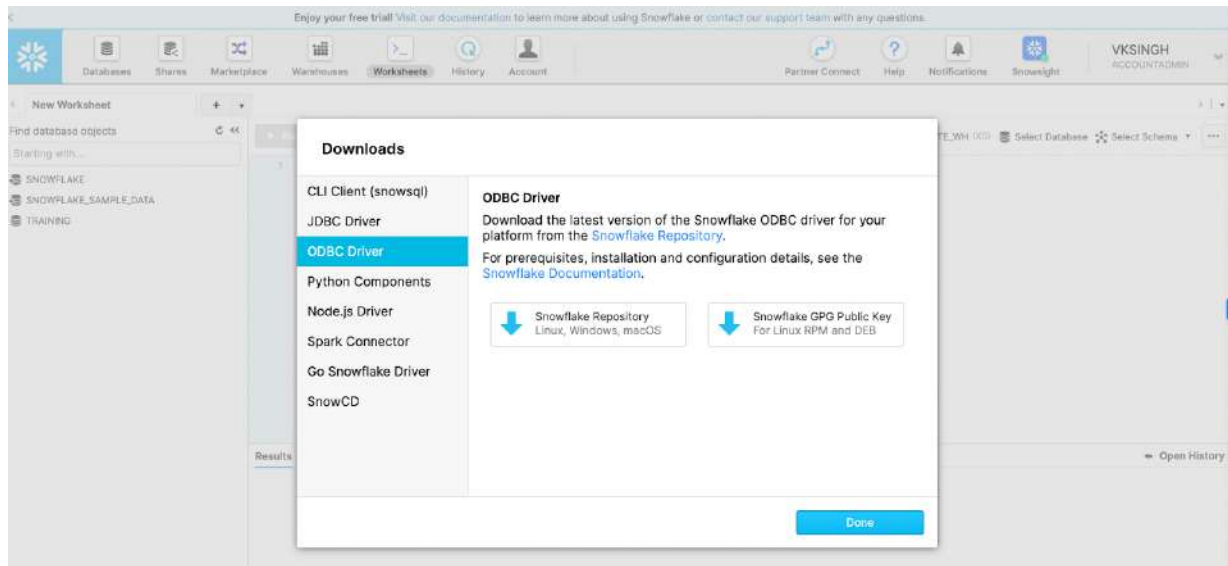 Enjoy your free trial! Visit our documentation to learn more about using Snowflake or contact our support team with any questions.
Databases Shares Marketplace Warehouses Worksheets History Account Partner Connect Help Notifications Snowsight VKSINGH
ACCOUNTADMIN
New Worksheet
Find database objects
Starting with...
SNOWFLAKE
SNOWFLAKE_SAMPLE_DATA
TRAINING
Select Database Select Schema
Downloads
CLI Client (snowsql)
JDBC Driver
ODBC Driver
Python Components
Node.js Driver
Spark Connector
Go Snowflake Driver
SnowCD
ODBC Driver
Download the latest version of the Snowflake ODBC driver for your
platform from the Snowflake Repository.
For prerequisites, installation and configuration details, see the
Snowflake Documentation.
Snowflake Repository
Linux, Windows, macOS
Snowflake GPG Public Key
For Linux RPM and DEB
Results
Open History
Done